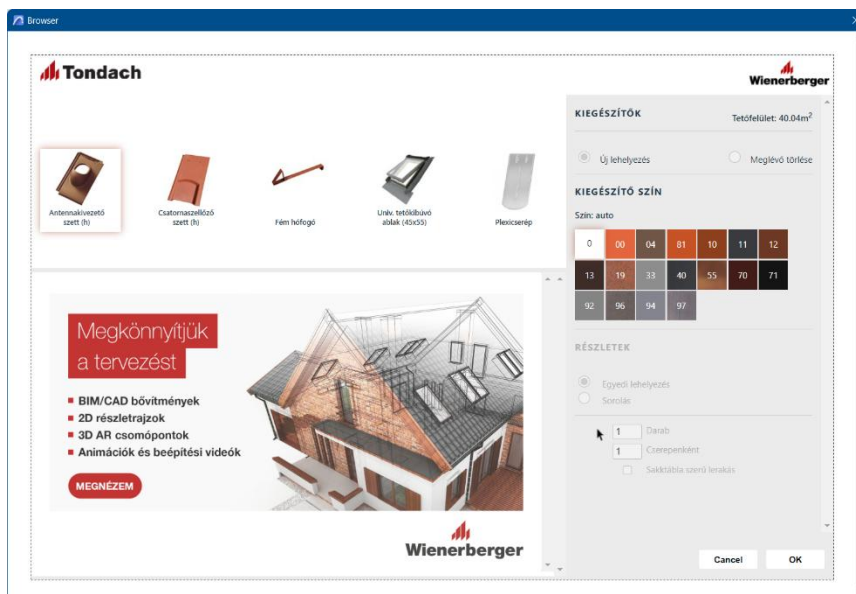 Browser
Tondach
Wienerberger
Antennakivezető
szett (h)
Csatornaszellőző
szett (h)
Fém hófogó
Univ. tetőkibúvó
ablak (45x55)
Plexicserép
Megkönnyítjük
a tervezést
BIM/CAD bővítmények
2D részletrajzok
3D AR csomópontok
Animációk és beépítési videók
MEGNÉZEM
Wienerberger
KIEGÉSZÍTŐK
Tetőfelület: 40.04m²
Új lehelyezés
Meglévő törlése
KIEGÉSZÍTŐ SZÍN
Szín: auto
0 00 04 81 10 11 12
13 19 33 40 55 70 71
92 96 94 97
RÉSZLETEK
Egyedi lehelyezés
Sorolás
1 Darab
1 Cserepenként
Sakktábla szerű lerakás
Cancel OK